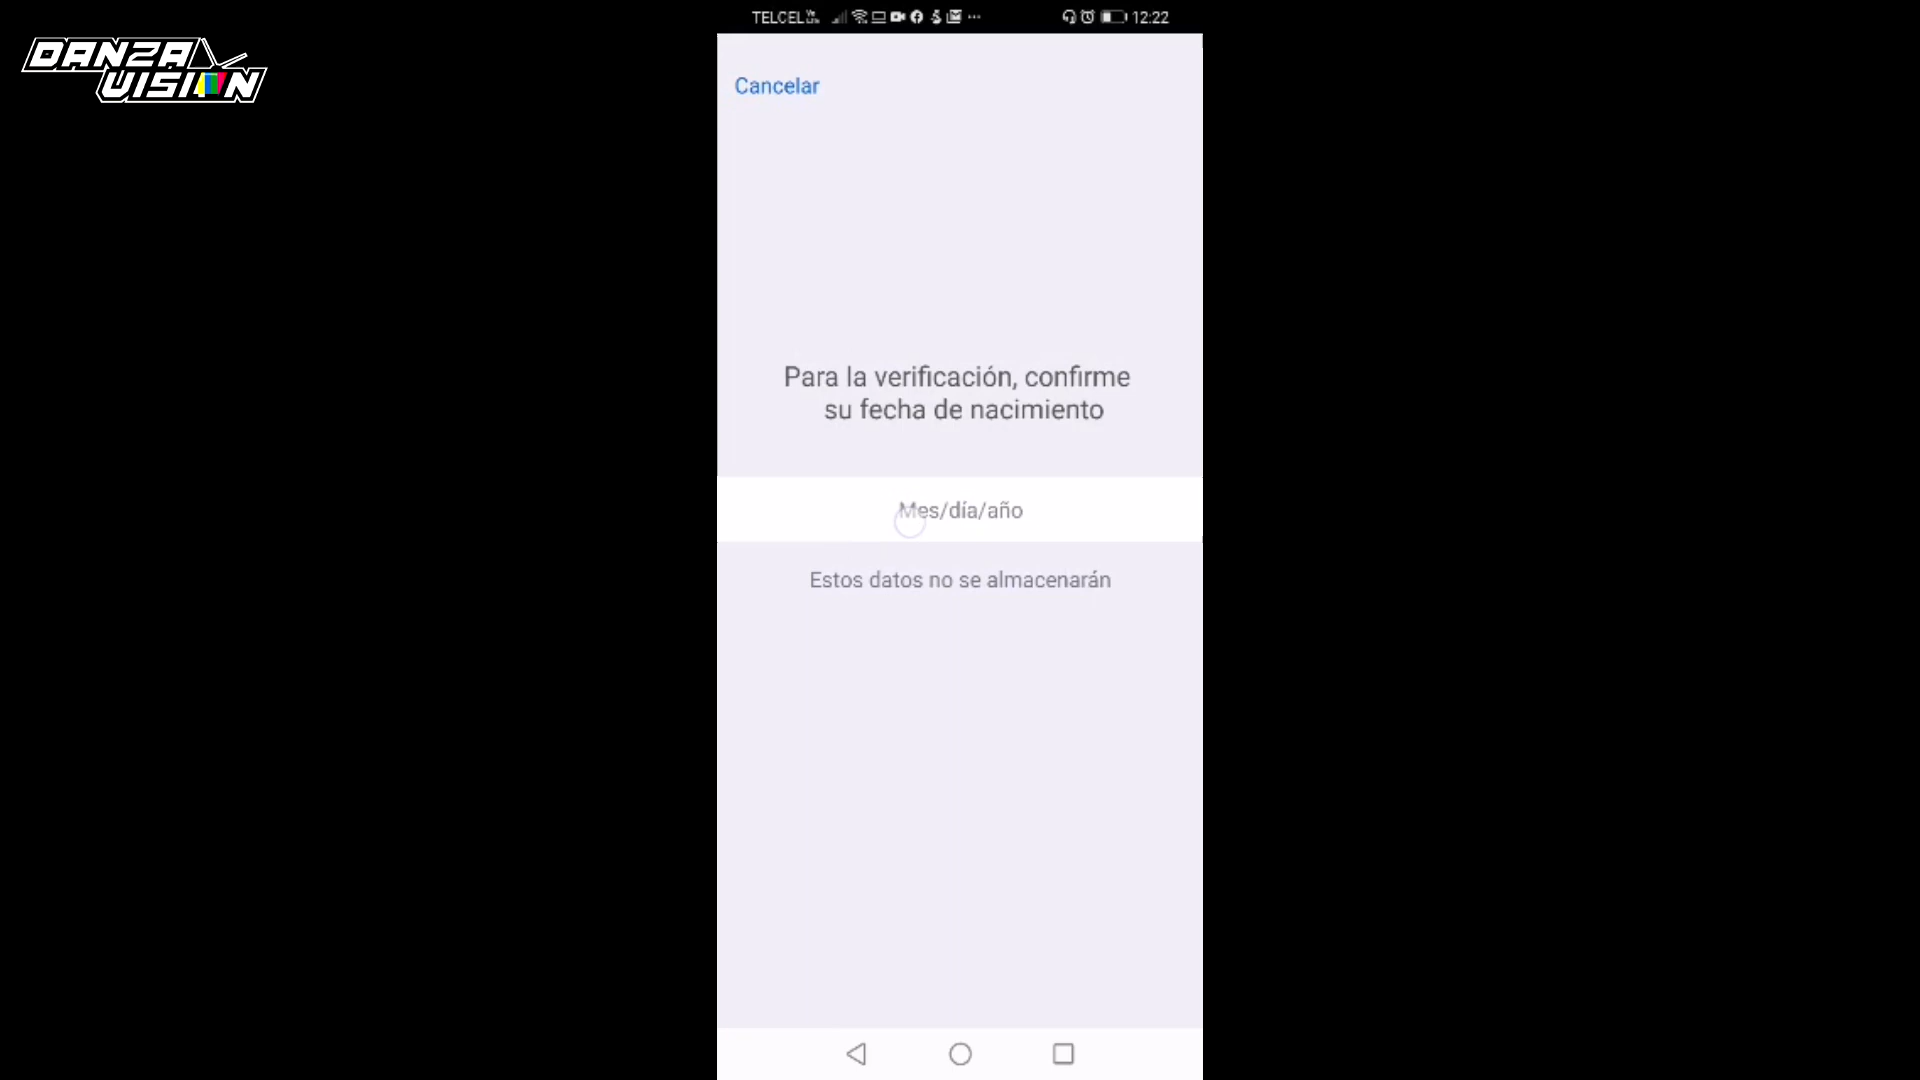 DANZA
VISION
TELCEL 12:22
Cancelar
Para la verificación, confirme
su fecha de nacimiento
Mes/día/año
Estos datos no se almacenarán